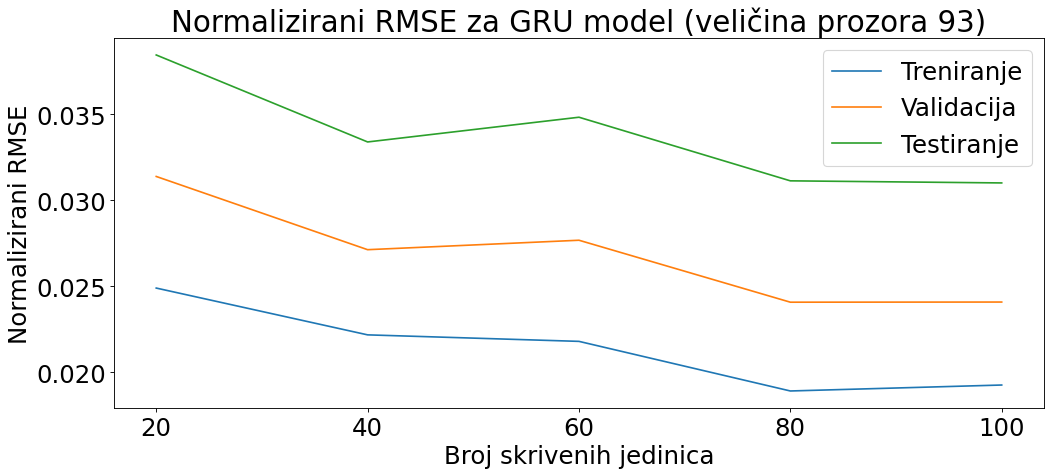 Normalizirani RMSE za GRU model (veličina prozora 93)
Treniranje
Validacija
Testiranje
Normalizirani RMSE
0.035
0.030
0.025
0.020
20 40 60 80 100
Broj skrivenih jedinica